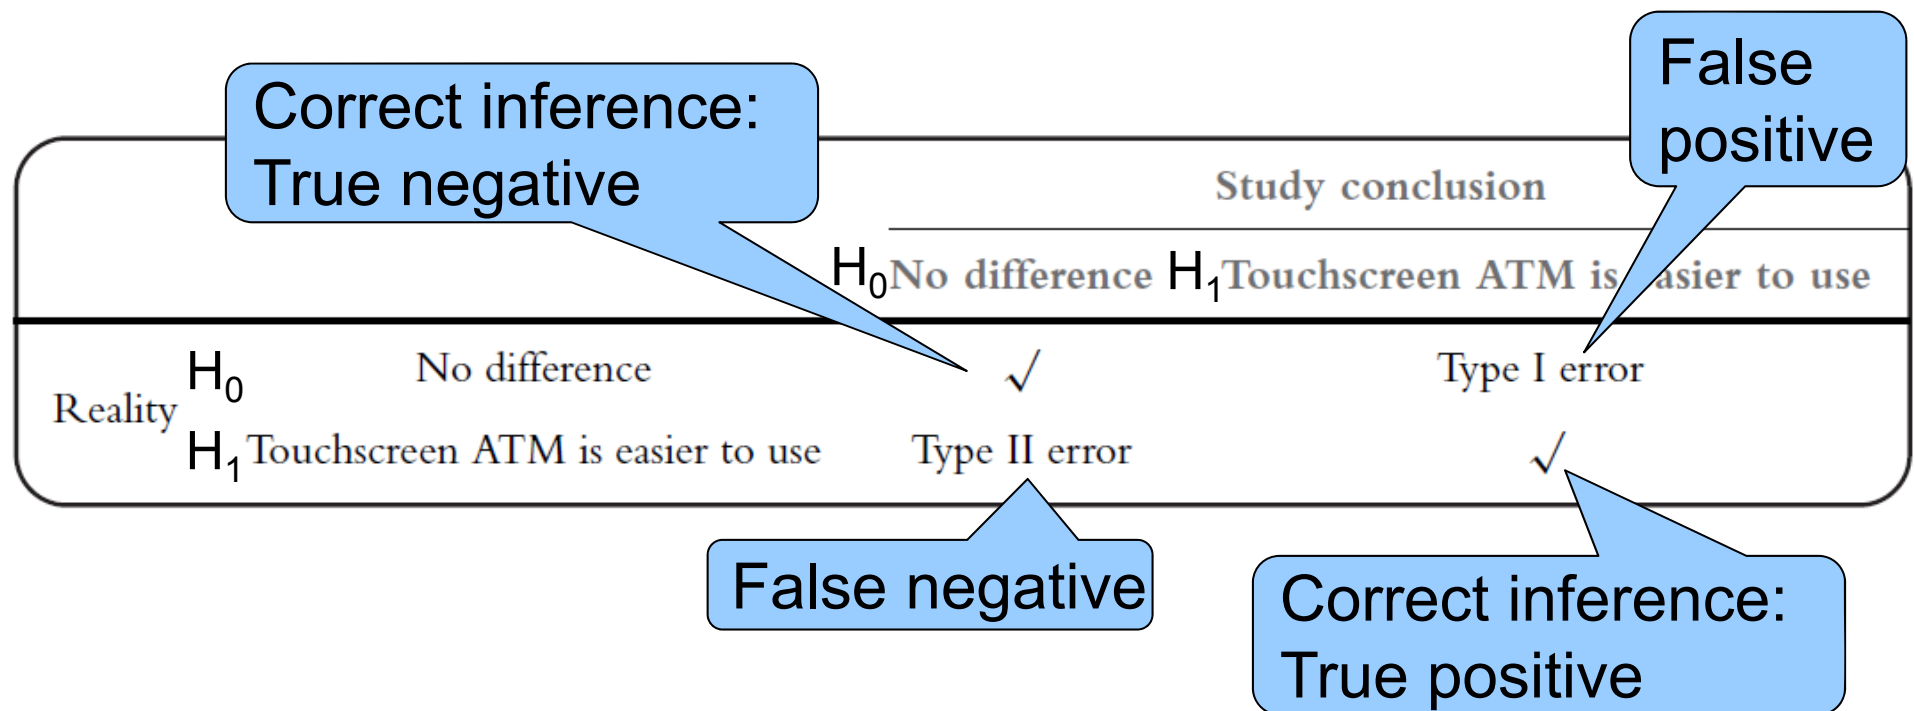 False
positive
Correct inference:
True negative
Study conclusion
H₀ No difference H₁ Touchscreen ATM is easier to use
H₀ No difference √ Type I error
Reality
H₁ Touchscreen ATM is easier to use Type II error √
False negative
Correct inference:
True positive